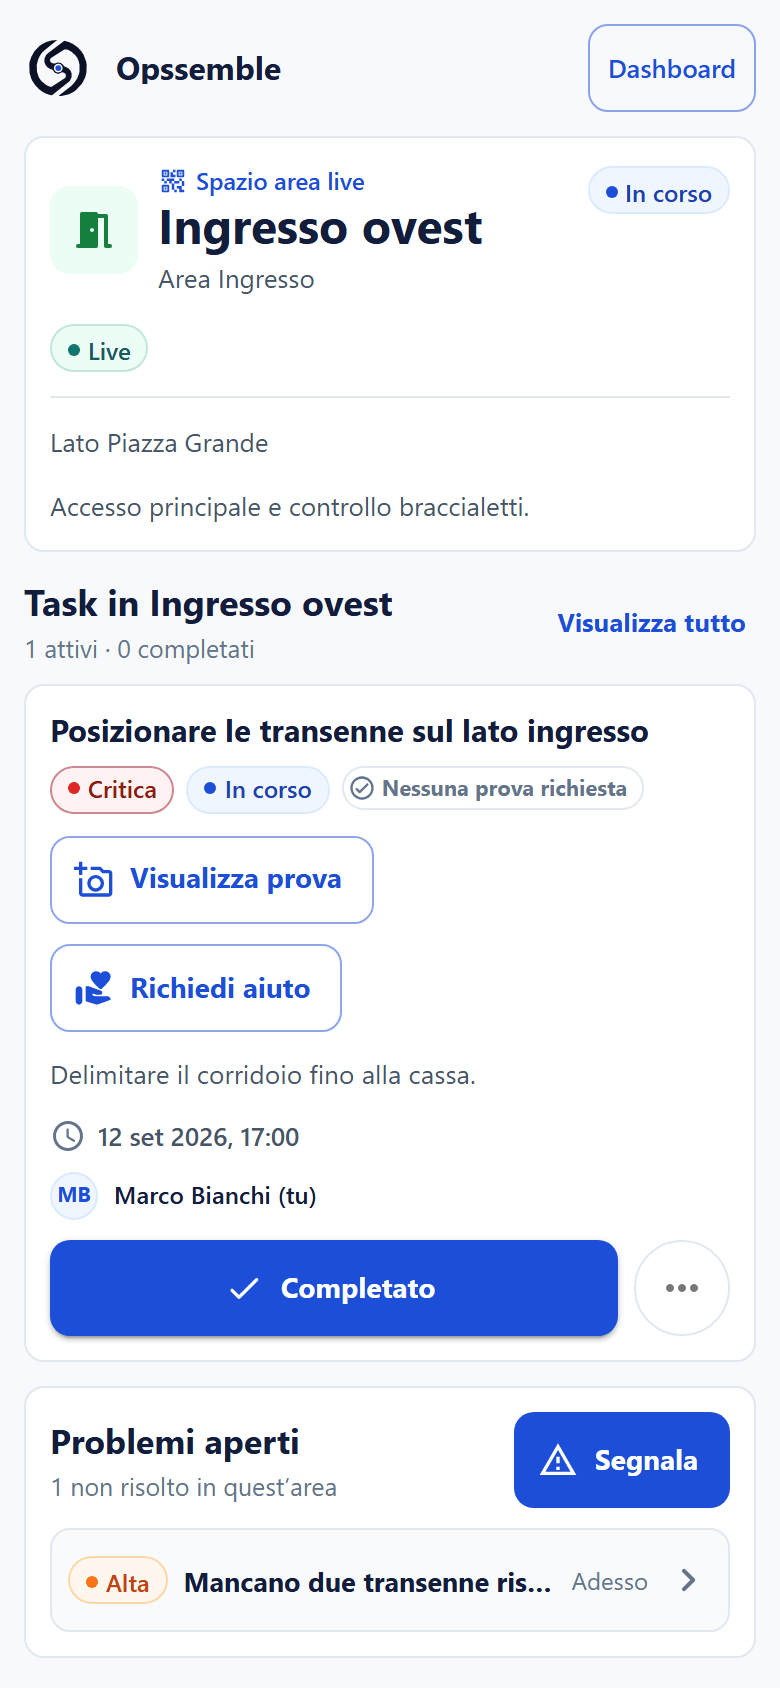 Opssemble
Dashboard
Spazio area live
In corso
Ingresso ovest
Area Ingresso
Live
Lato Piazza Grande
Accesso principale e controllo braccialetti.
Task in Ingresso ovest
1 attivi · 0 completati
Visualizza tutto
Posizionare le transenne sul lato ingresso
Critica
In corso
Nessuna prova richiesta
Visualizza prova
Richiedi aiuto
Delimitare il corridoio fino alla cassa.
12 set 2026, 17:00
MB
Marco Bianchi (tu)
Completato
Problemi aperti
1 non risolto in quest’area
Segnala
Alta
Mancano due transenne ris...
Adesso